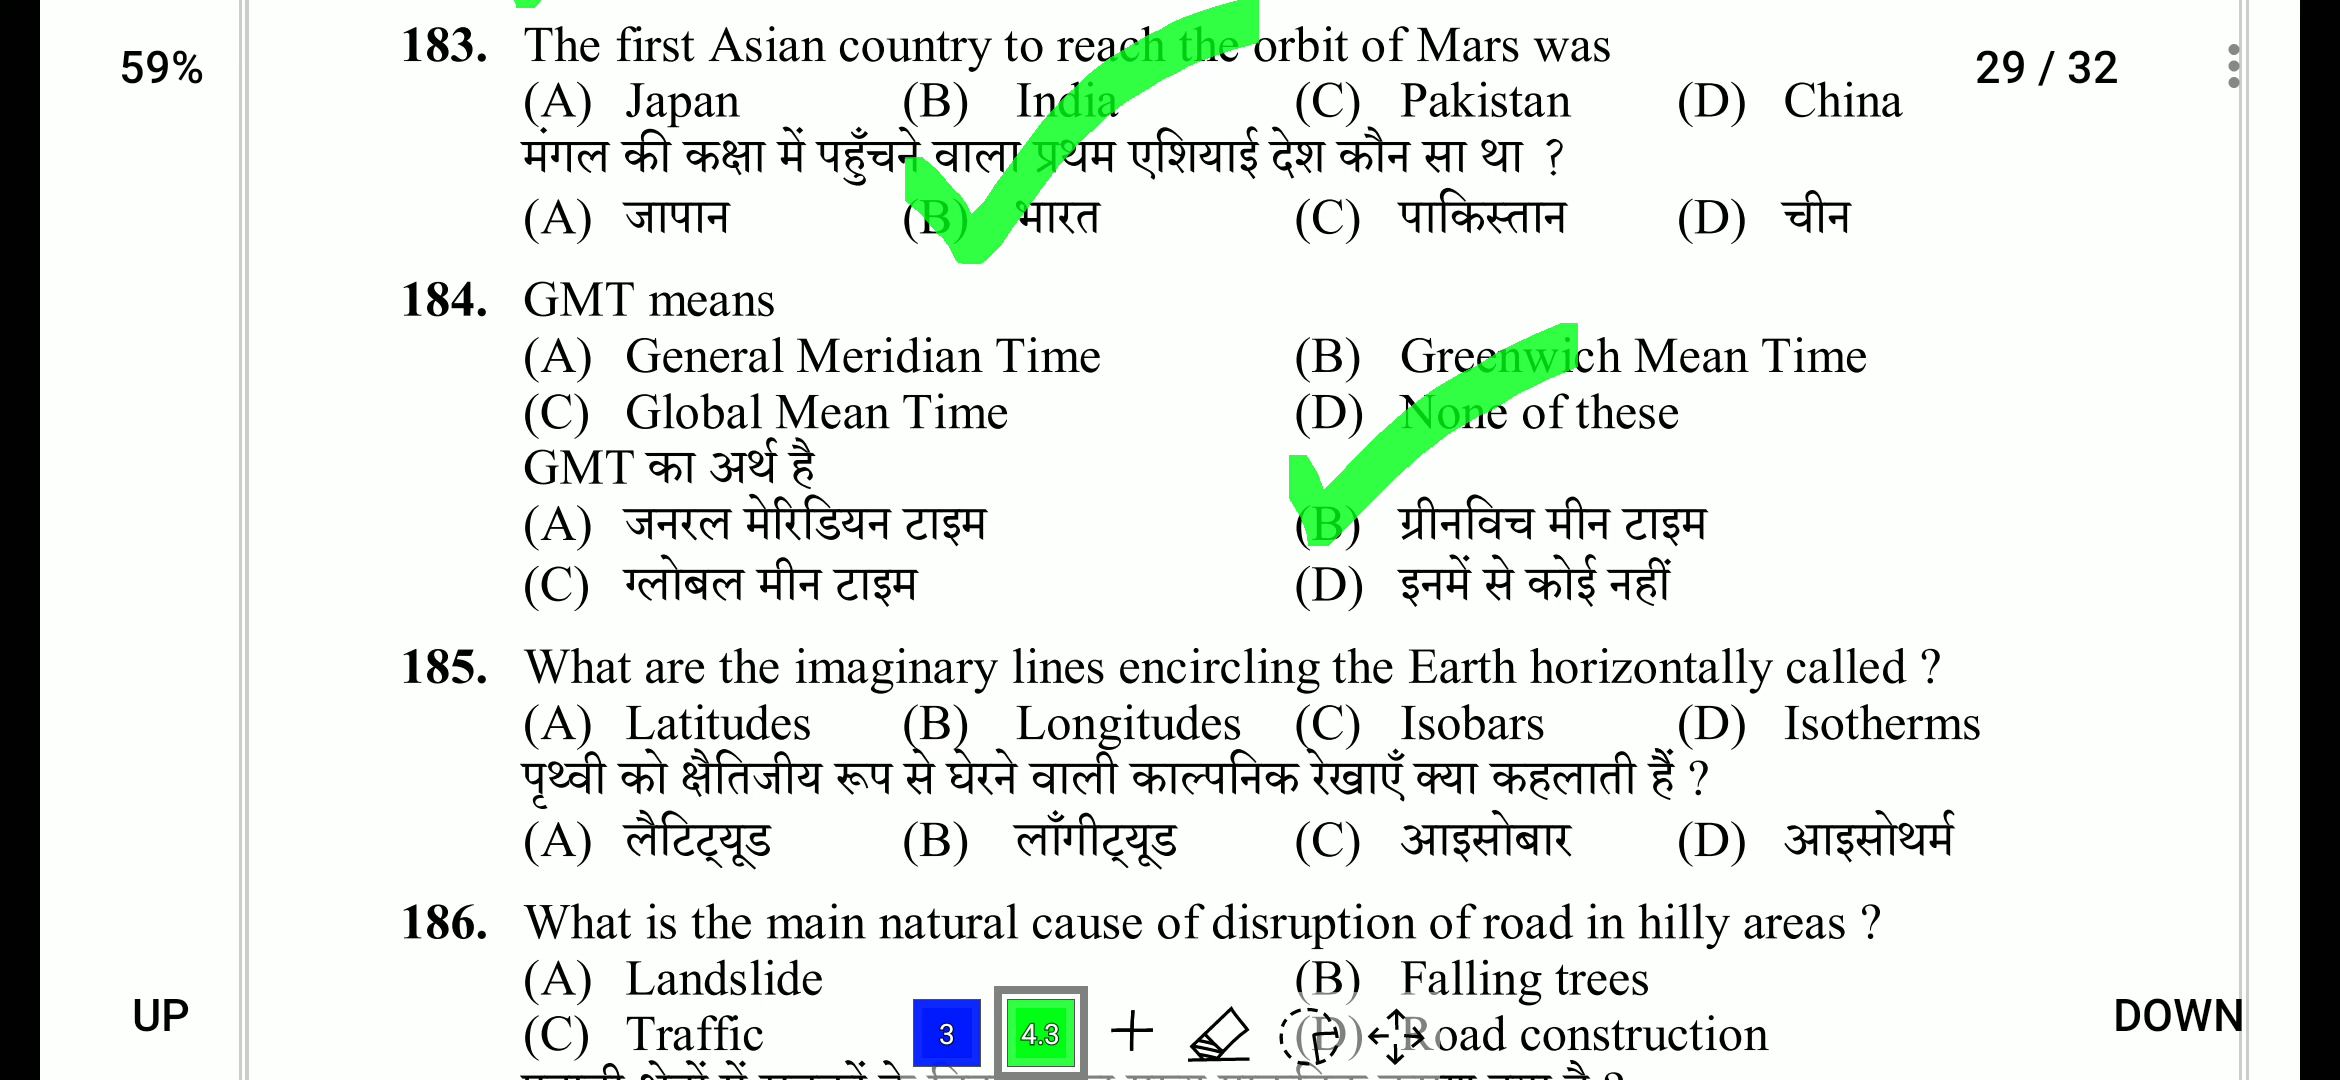 59%
29 / 32
183. The first Asian country to reach the orbit of Mars was
(A) Japan (B) India (C) Pakistan (D) China
मंगल की कक्षा में पहुँचने वाला प्रथम एशियाई देश कौन सा था ?
(A) जापान (B) भारत (C) पाकिस्तान (D) चीन
184. GMT means
(A) General Meridian Time (B) Greenwich Mean Time
(C) Global Mean Time (D) None of these
GMT का अर्थ है
(A) जनरल मेरिडियन टाइम (B) ग्रीनविच मीन टाइम
(C) ग्लोबल मीन टाइम (D) इनमें से कोई नहीं
185. What are the imaginary lines encircling the Earth horizontally called ?
(A) Latitudes (B) Longitudes (C) Isobars (D) Isotherms
पृथ्वी को क्षैतिजीय रूप से घेरने वाली काल्पनिक रेखाएँ क्या कहलाती हैं ?
(A) लैटिट्यूड (B) लाँगीट्यूड (C) आइसोबार (D) आइसोथर्म
186. What is the main natural cause of disruption of road in hilly areas ?
(A) Landslide (B) Falling trees
(C) Traffic (D) Road construction
UP
3
4.3
DOWN